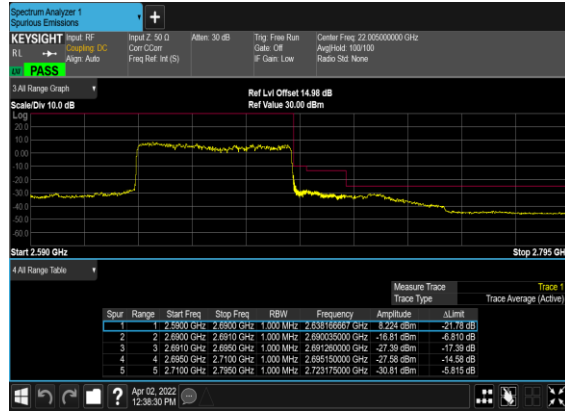 Spectrum Analyzer 1
Spurious Emissions
+
KEYSIGHT Input: RF Input Z: 50 Ω Atten: 30 dB Trig: Free Run Center Freq: 22.005000000 GHz
RL Coupling: DC Corr CCorr Gate: Off Avg|Hold: 100/100
Align: Auto Freq Ref: Int (S) IF Gain: Low Radio Std: None
PASS
3 All Range Graph Ref Lvl Offset 14.98 dB
Scale/Div 10.0 dB Ref Value 30.00 dBm
Log
20.0
10.0
0.00
-10.0
-20.0
-30.0
-40.0
-50.0
-60.0
Start 2.590 GHz Stop 2.795 GH
4 All Range Table
Measure Trace Trace 1
Trace Type Trace Average (Active)
Spur Range Start Freq Stop Freq RBW Frequency Amplitude ΔLimit
1 1 2.5900 GHz 2.6900 GHz 1.000 MHz 2.638166667 GHz 8.224 dBm -21.78 dB
2 2 2.6900 GHz 2.6910 GHz 1.000 MHz 2.690035000 GHz -16.81 dBm -6.810 dB
3 3 2.6910 GHz 2.6950 GHz 1.000 MHz 2.691260000 GHz -27.39 dBm -17.39 dB
4 4 2.6950 GHz 2.7100 GHz 1.000 MHz 2.695150000 GHz -27.58 dBm -14.58 dB
5 5 2.7100 GHz 2.7950 GHz 1.000 MHz 2.723175000 GHz -30.81 dBm -5.815 dB
? Apr 02, 2022
12:38:30 PM